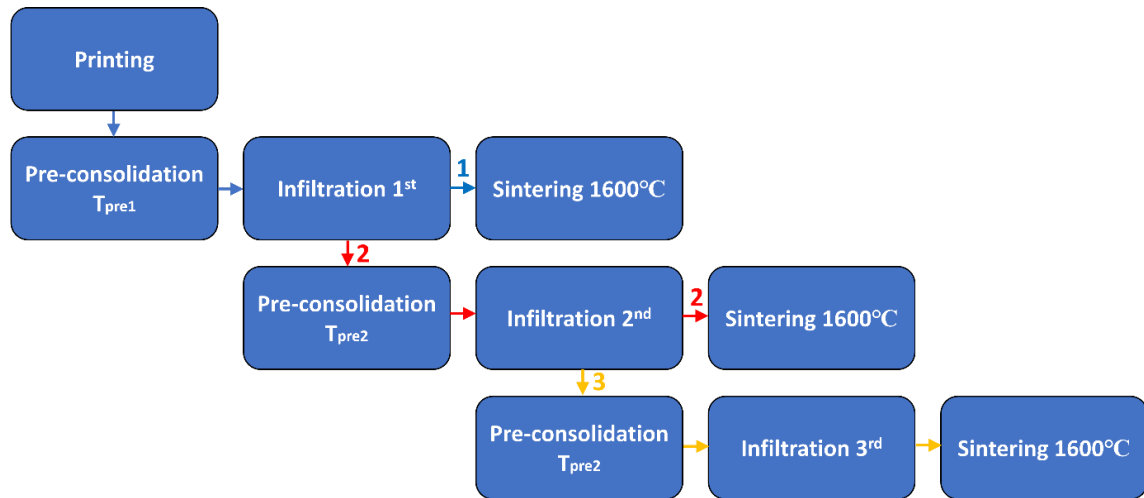 Printing
Pre-consolidation
Tpre1
Infiltration 1st
1
Sintering 1600°C
2
Pre-consolidation
Tpre2
Infiltration 2nd
2
Sintering 1600°C
3
Pre-consolidation
Tpre2
Infiltration 3rd
Sintering 1600°C